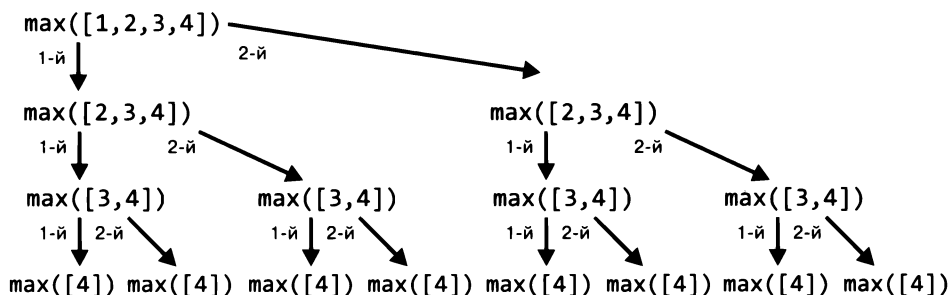 max([1,2,3,4])
1-й 2-й
max([2,3,4]) max([2,3,4])
1-й 2-й 1-й 2-й
max([3,4]) max([3,4]) max([3,4]) max([3,4])
1-й 2-й 1-й 2-й 1-й 2-й 1-й 2-й
max([4]) max([4]) max([4]) max([4]) max([4]) max([4]) max([4]) max([4])